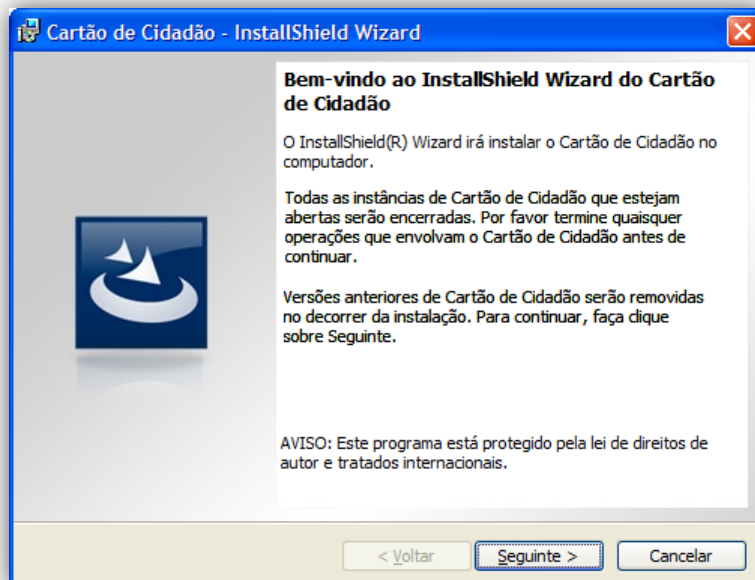 Cartão de Cidadão - InstallShield Wizard
Bem-vindo ao InstallShield Wizard do Cartão
de Cidadão
O InstallShield(R) Wizard irá instalar o Cartão de Cidadão no
computador.
Todas as instâncias de Cartão de Cidadão que estejam
abertas serão encerradas. Por favor termine quaisquer
operações que envolvam o Cartão de Cidadão antes de
continuar.
Versões anteriores de Cartão de Cidadão serão removidas
no decorrer da instalação. Para continuar, faça clique
sobre Seguinte.
AVISO: Este programa está protegido pela lei de direitos de
autor e tratados internacionais.
< Voltar Seguinte > Cancelar